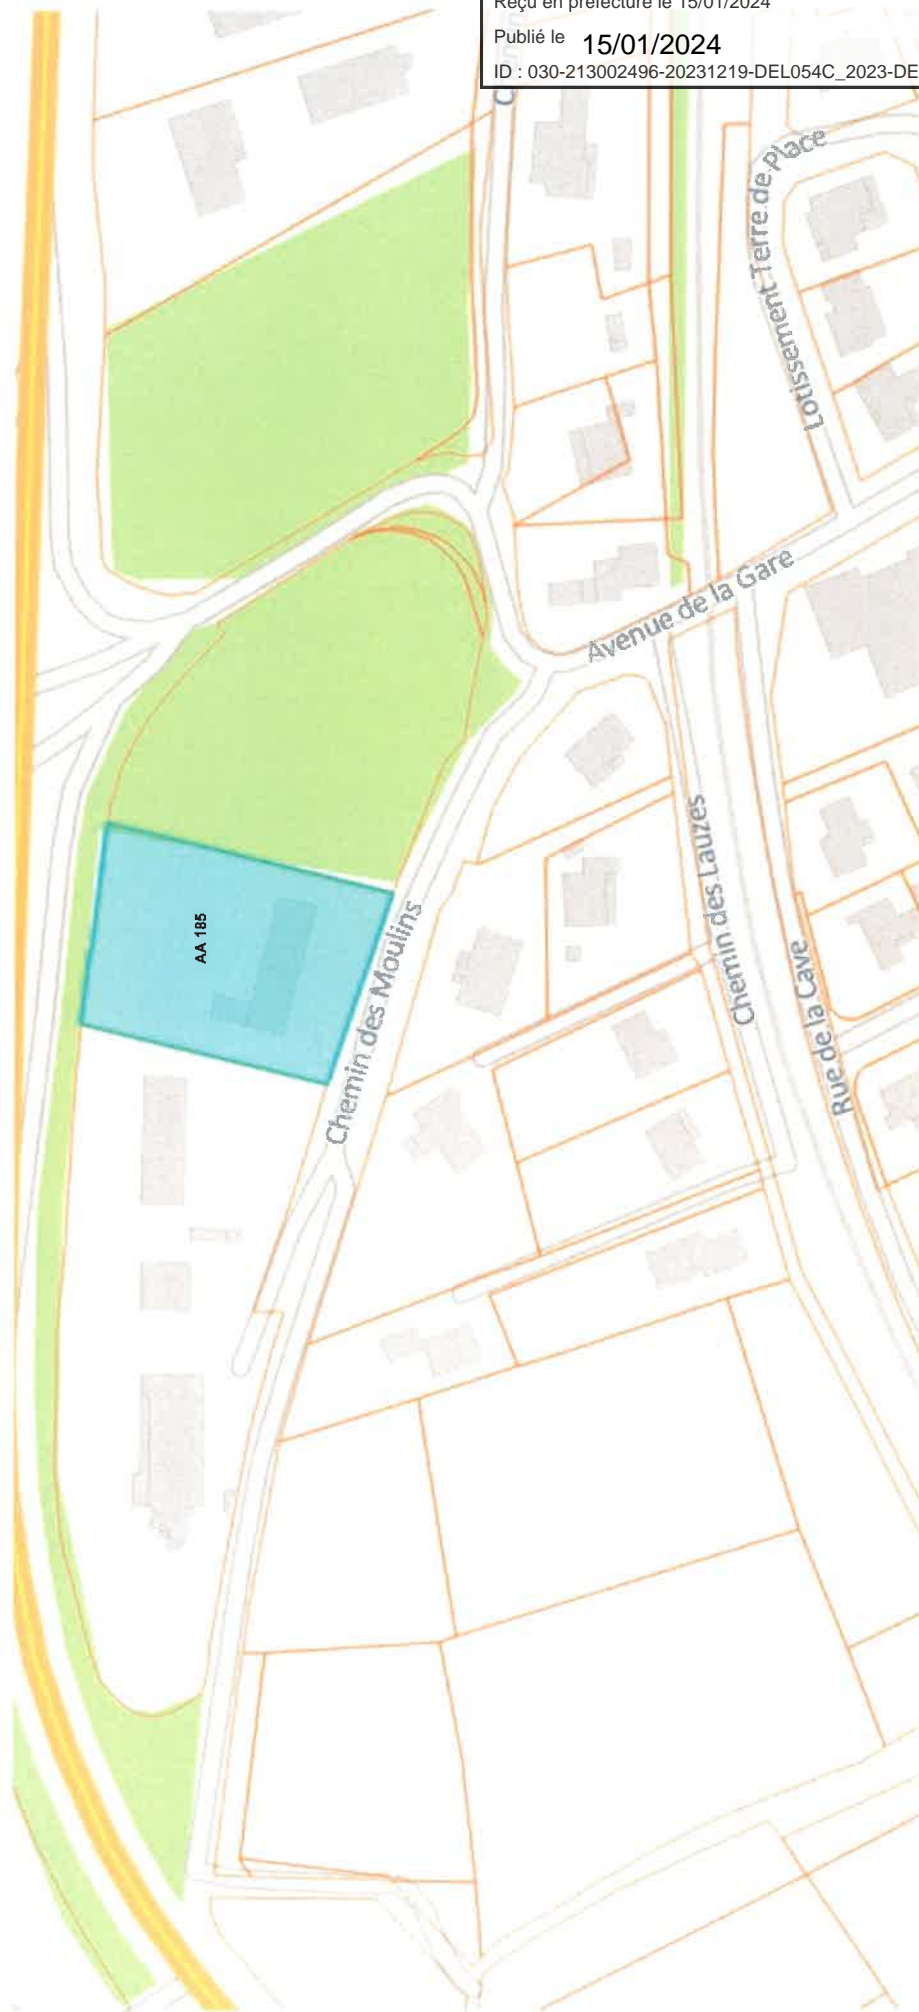 Reçu en préfecture le 15/01/2024
Publié le 15/01/2024
ID : 030-213002496-20231219-DEL054C_2023-DE
Lotissement Terre de Place
Avenue de la Gare
AA 185
Chemin des Moulins
Chemin des Lauzes
Rue de la Cave